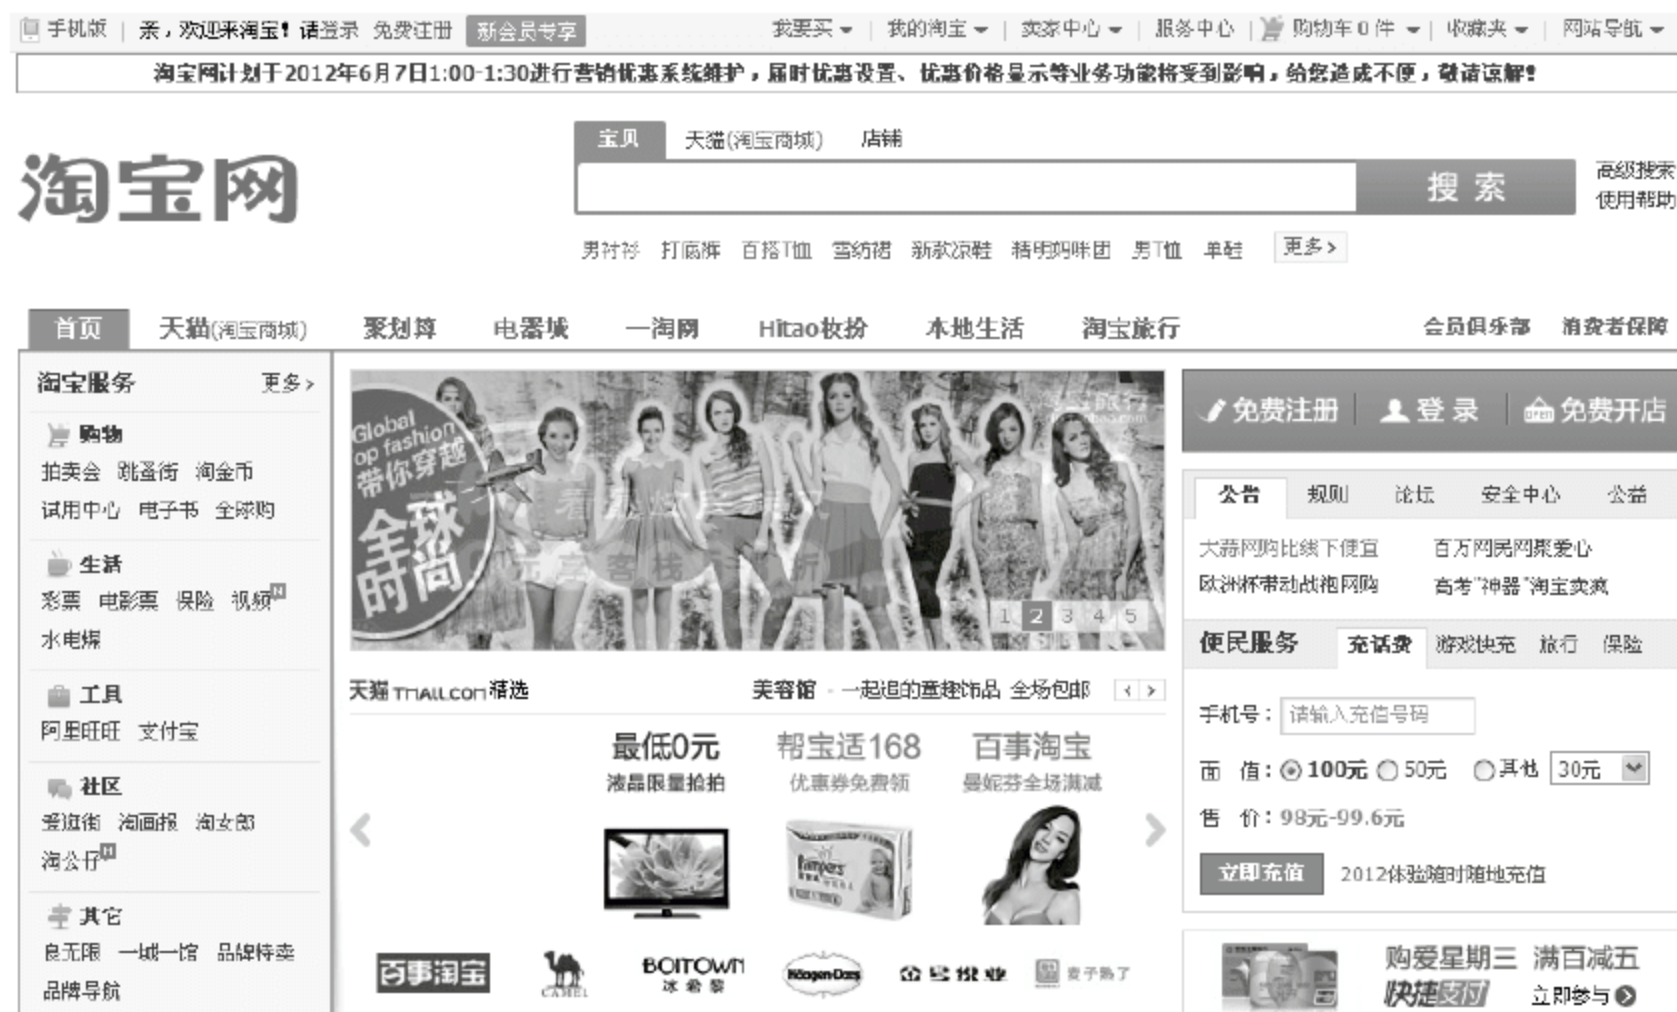 手机版 | 亲，欢迎来淘宝！请登录 免费注册 新会员专享 我要买 | 我的淘宝 | 卖家中心 | 服务中心 | 购物车0件 | 收藏夹 | 网站导航
淘宝网计划于2012年6月7日1:00-1:30进行营销优惠系统维护，届时优惠设置、优惠价格显示等业务功能将受到影响，给您造成不便，敬请谅解！
宝贝 天猫(淘宝商城) 店铺
淘宝网
搜 索
高级搜索
使用帮助
男衬衫 打底裤 百搭T恤 雪纺裙 新款凉鞋 精明妈咪团 男T恤 单鞋 更多>
首页 天猫(淘宝商城) 聚划算 电器城 一淘网 Hitao妆扮 本地生活 淘宝旅行 会员俱乐部 消费者保障
淘宝服务 更多>
购物
拍卖会 跳蚤街 淘金币
试用中心 电子书 全球购
生活
彩票 电影票 保险 视频N
水电煤
工具
阿里旺旺 支付宝
社区
爱逛街 淘画报 淘女郎
淘公仔
其它
良无限 一城一馆 品牌特卖
品牌导航
Global
op fashion
带你穿越
全球
时尚
1 2 3 4 5
天猫 TMALL.COM 精选 美容馆 - 一起追的童趣饰品 全场包邮
最低0元 帮宝适168 百事淘宝
液晶限量抢拍 优惠券免费领 曼妮芬全场满减
Pampers
百事淘宝 CAMEL BOITOWN 冰希黎 Häagen-Dazs 麦子熟了
免费注册 登录 免费开店
公告 规则 论坛 安全中心 公益
大蒜网购比线下便宜 百万网民网聚爱心
欧洲杯带动战袍网购 高考"神器"淘宝卖疯
便民服务 充话费 游戏快充 旅行 保险
手机号： 请输入充值号码
面 值： 100元 50元 其他 30元
售 价：98元-99.6元
立即充值 2012体验随时随地充值
购爱星期三 满百减五
快捷支付 立即参与